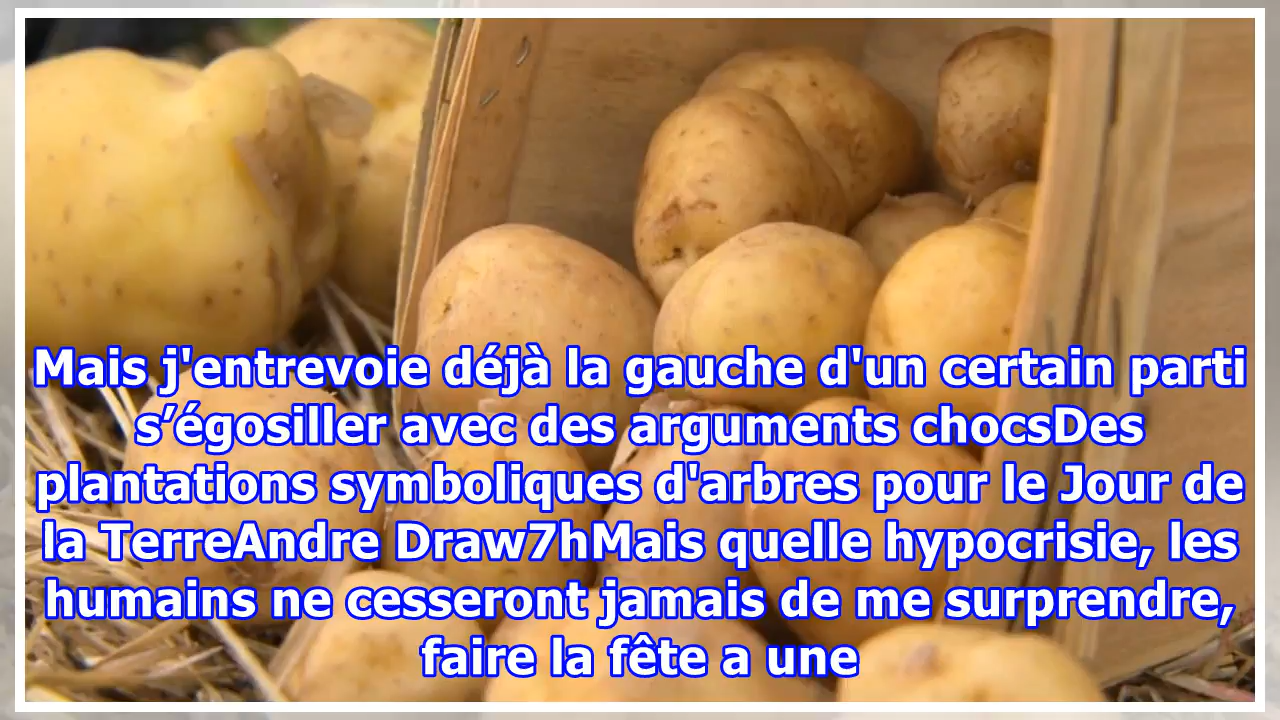 Mais j'entrevoie déjà la gauche d'un certain parti
s’égosiller avec des arguments chocsDes
plantations symboliques d'arbres pour le Jour de
la TerreAndre Draw7hMais quelle hypocrisie, les
humains ne cesseront jamais de me surprendre,
faire la fête a une